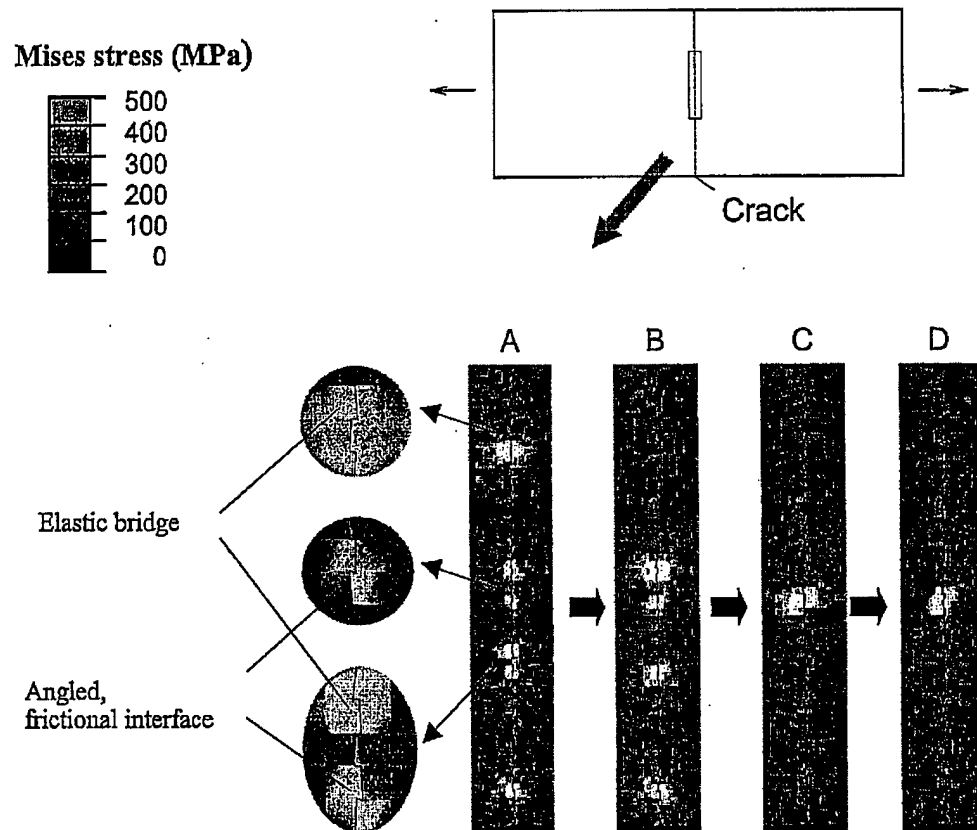 Mises stress (MPa)
500
400
300
200
100
0
Crack
A
B
C
D
Elastic bridge
Angled,
frictional interface